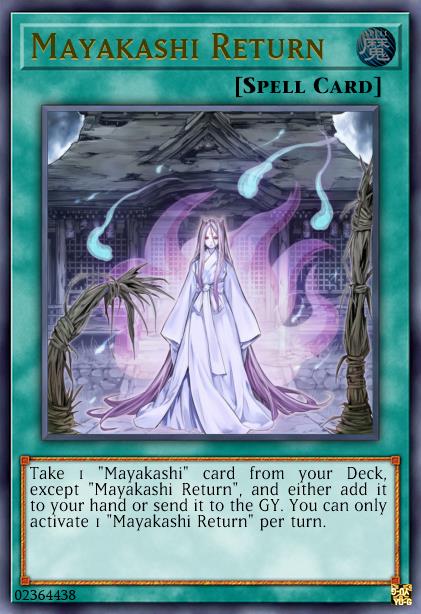 Mayakashi Return
魔
[Spell Card]
Take 1 "Mayakashi" card from your Deck,
except "Mayakashi Return", and either add it
to your hand or send it to the GY. You can only
activate 1 "Mayakashi Return" per turn.
02364438